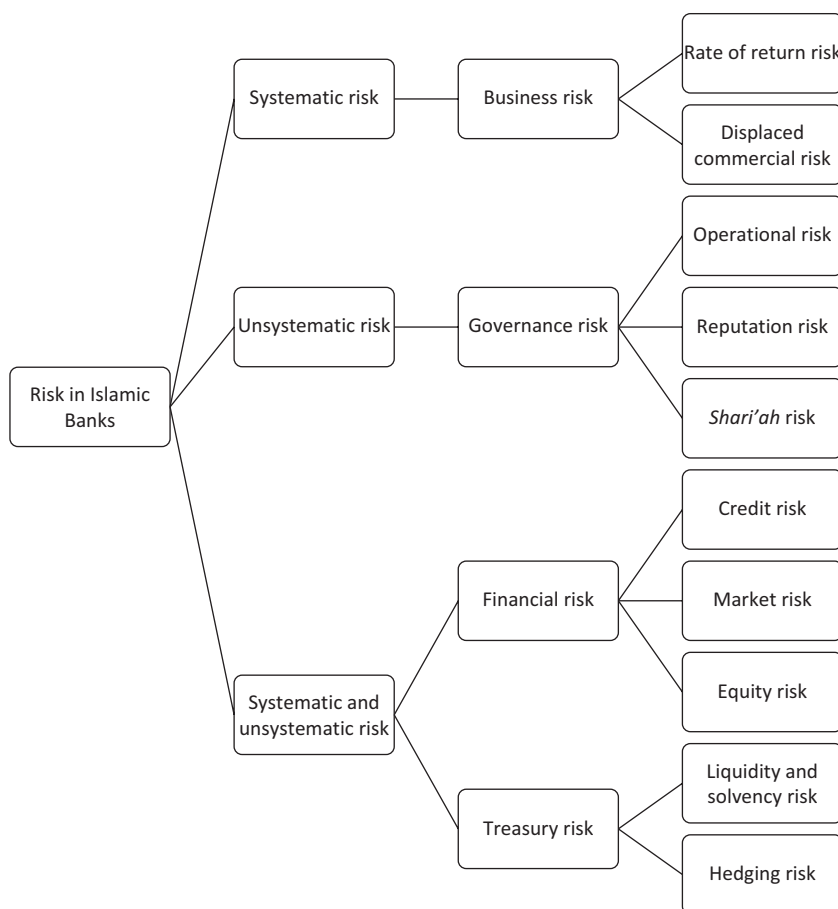 Rate of return risk
Systematic risk
Business risk
Displaced
commercial risk
Operational risk
Unsystematic risk
Governance risk
Reputation risk
Risk in Islamic
Banks
Shari’ah risk
Credit risk
Financial risk
Market risk
Systematic and
unsystematic risk
Equity risk
Liquidity and
solvency risk
Treasury risk
Hedging risk